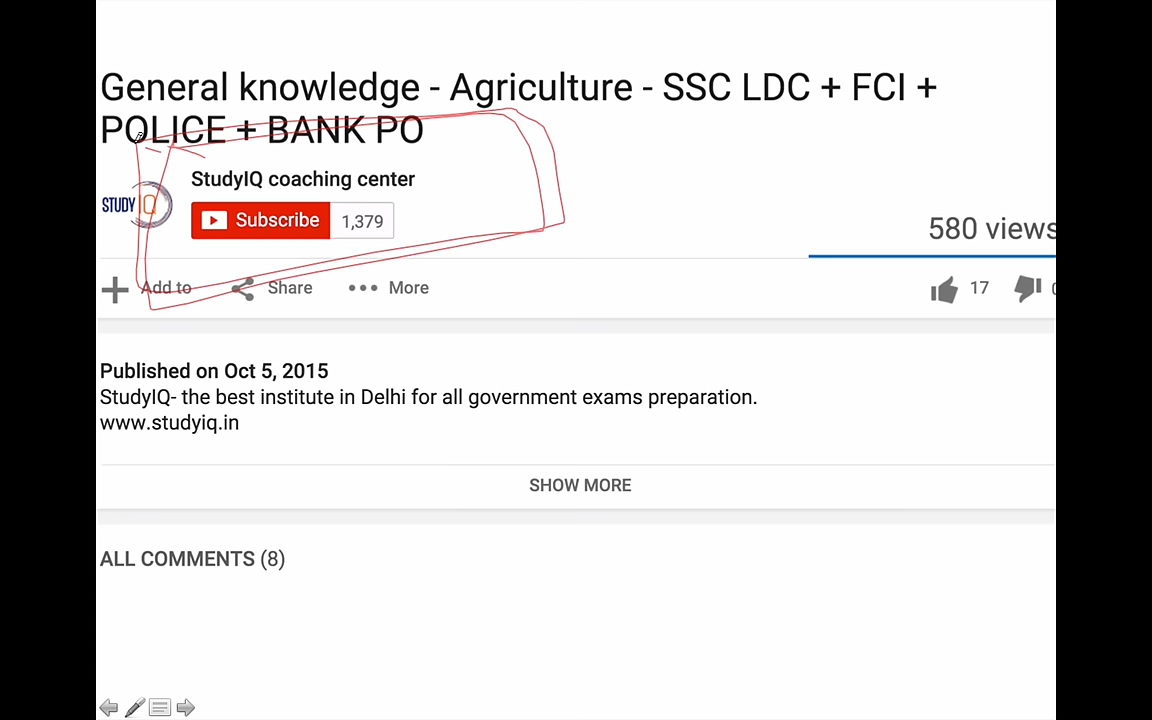 General knowledge - Agriculture - SSC LDC + FCI +
POLICE + BANK PO
StudyIQ coaching center
STUDY IQ
Subscribe 1,379
580 views
Add to Share More 17
Published on Oct 5, 2015
StudyIQ- the best institute in Delhi for all government exams preparation.
www.studyiq.in
SHOW MORE
ALL COMMENTS (8)